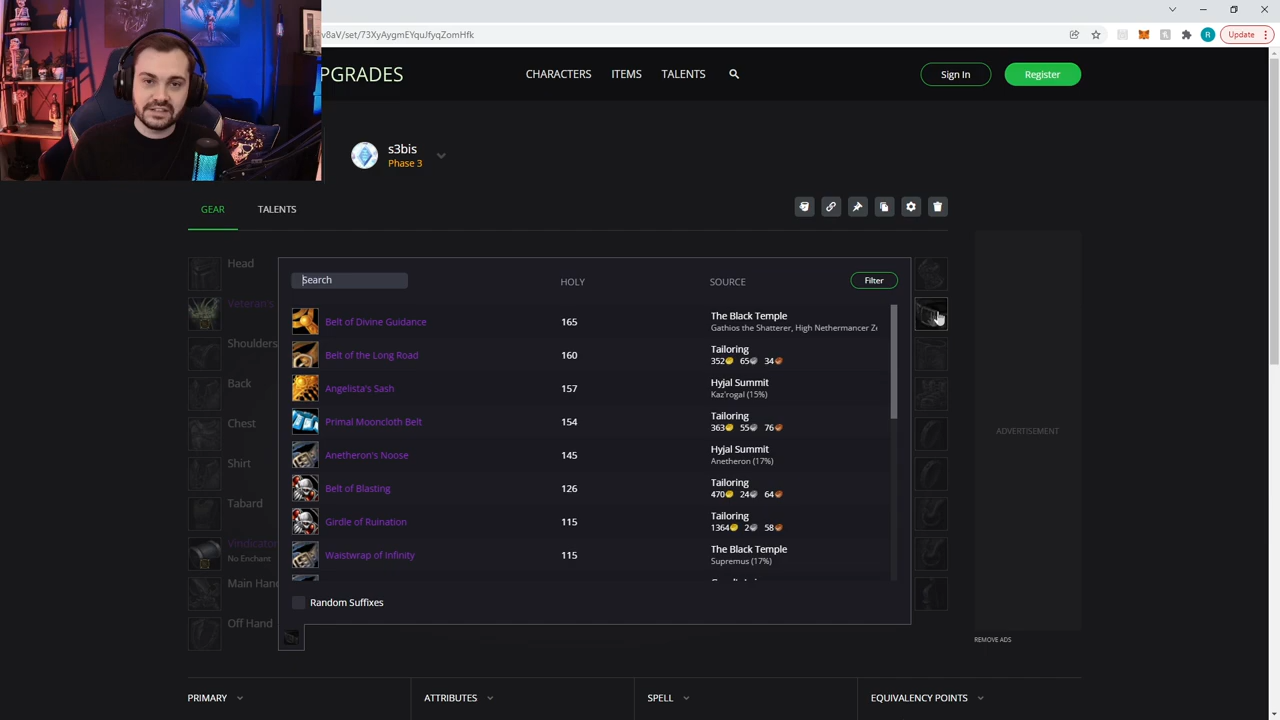 v8aV/set/73XyAygmEYquJfyqZomHfk
Update
PGRADES
CHARACTERS
ITEMS
TALENTS
Sign In
Register
s3bis
Phase 3
GEAR
TALENTS
Head
Veteran's
Shoulders
Back
Chest
Shirt
Tabard
Vindicato
No Enchant
Main Hand
Off Hand
Search
HOLY
SOURCE
Filter
Belt of Divine Guidance
165
The Black Temple
Gathios the Shatterer, High Nethermancer Ze
Belt of the Long Road
160
Tailoring
352 65 34
Angelista's Sash
157
Hyjal Summit
Kaz'rogal (15%)
Primal Mooncloth Belt
154
Tailoring
363 55 76
Anetheron's Noose
145
Hyjal Summit
Anetheron (17%)
Belt of Blasting
126
Tailoring
470 24 64
Girdle of Ruination
115
Tailoring
1364 2 58
Waistwrap of Infinity
115
The Black Temple
Supremus (17%)
Random Suffixes
ADVERTISEMENT
REMOVE ADS
PRIMARY
ATTRIBUTES
SPELL
EQUIVALENCY POINTS